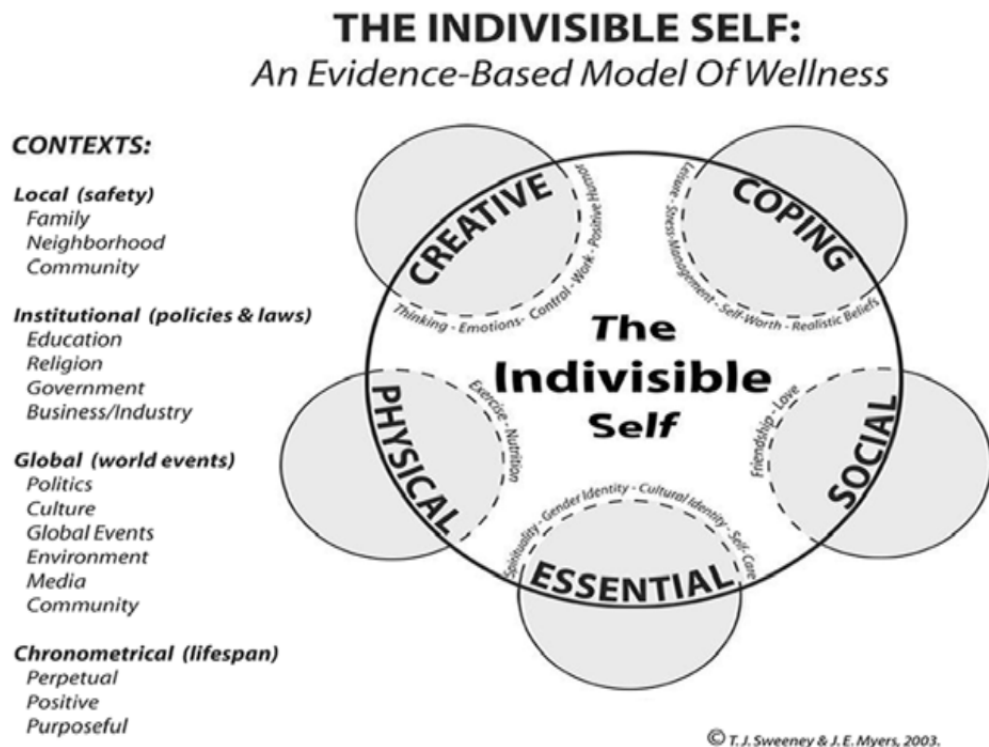 THE INDIVISIBLE SELF:
An Evidence-Based Model Of Wellness
CONTEXTS:
Local (safety)
Family
Neighborhood
Community
Institutional (policies & laws)
Education
Religion
Government
Business/Industry
Global (world events)
Politics
Culture
Global Events
Environment
Media
Community
Chronometrical (lifespan)
Perpetual
Positive
Purposeful
CREATIVE
Thinking - Emotions- Control - Work - Positive Humor
COPING
Leisure - Stress-Management - Self-Worth - Realistic Beliefs
The
Indivisible
Self
PHYSICAL
Exercise - Nutrition
SOCIAL
Friendship - Love
Spirituality - Gender Identity - Cultural Identity - Self- Care
ESSENTIAL
© T.J. Sweeney & J.E. Myers, 2003.